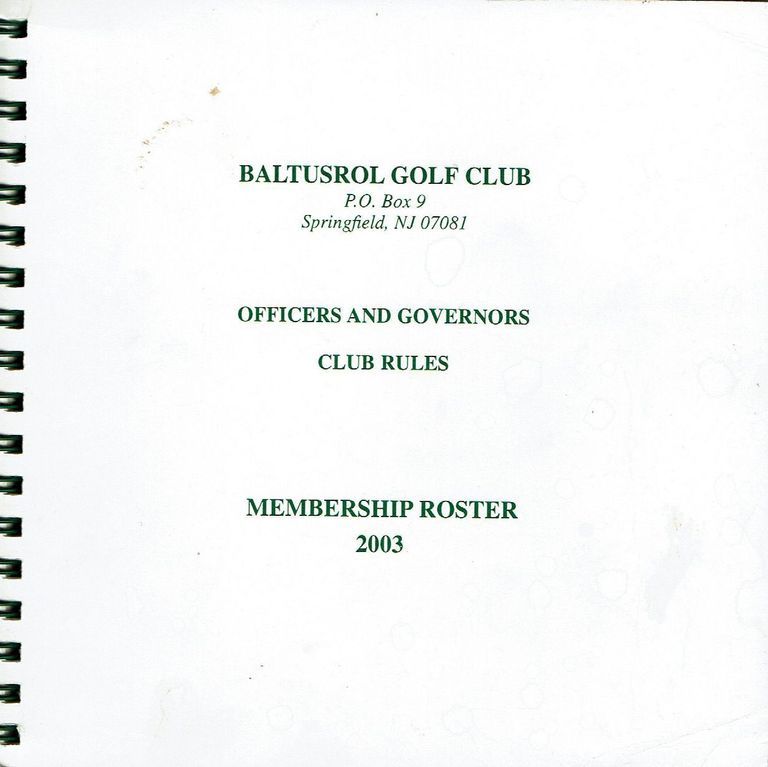 BALTUSROL GOLF CLUB
P.O. Box 9
Springfield, NJ 07081
OFFICERS AND GOVERNORS
CLUB RULES
MEMBERSHIP ROSTER
2003